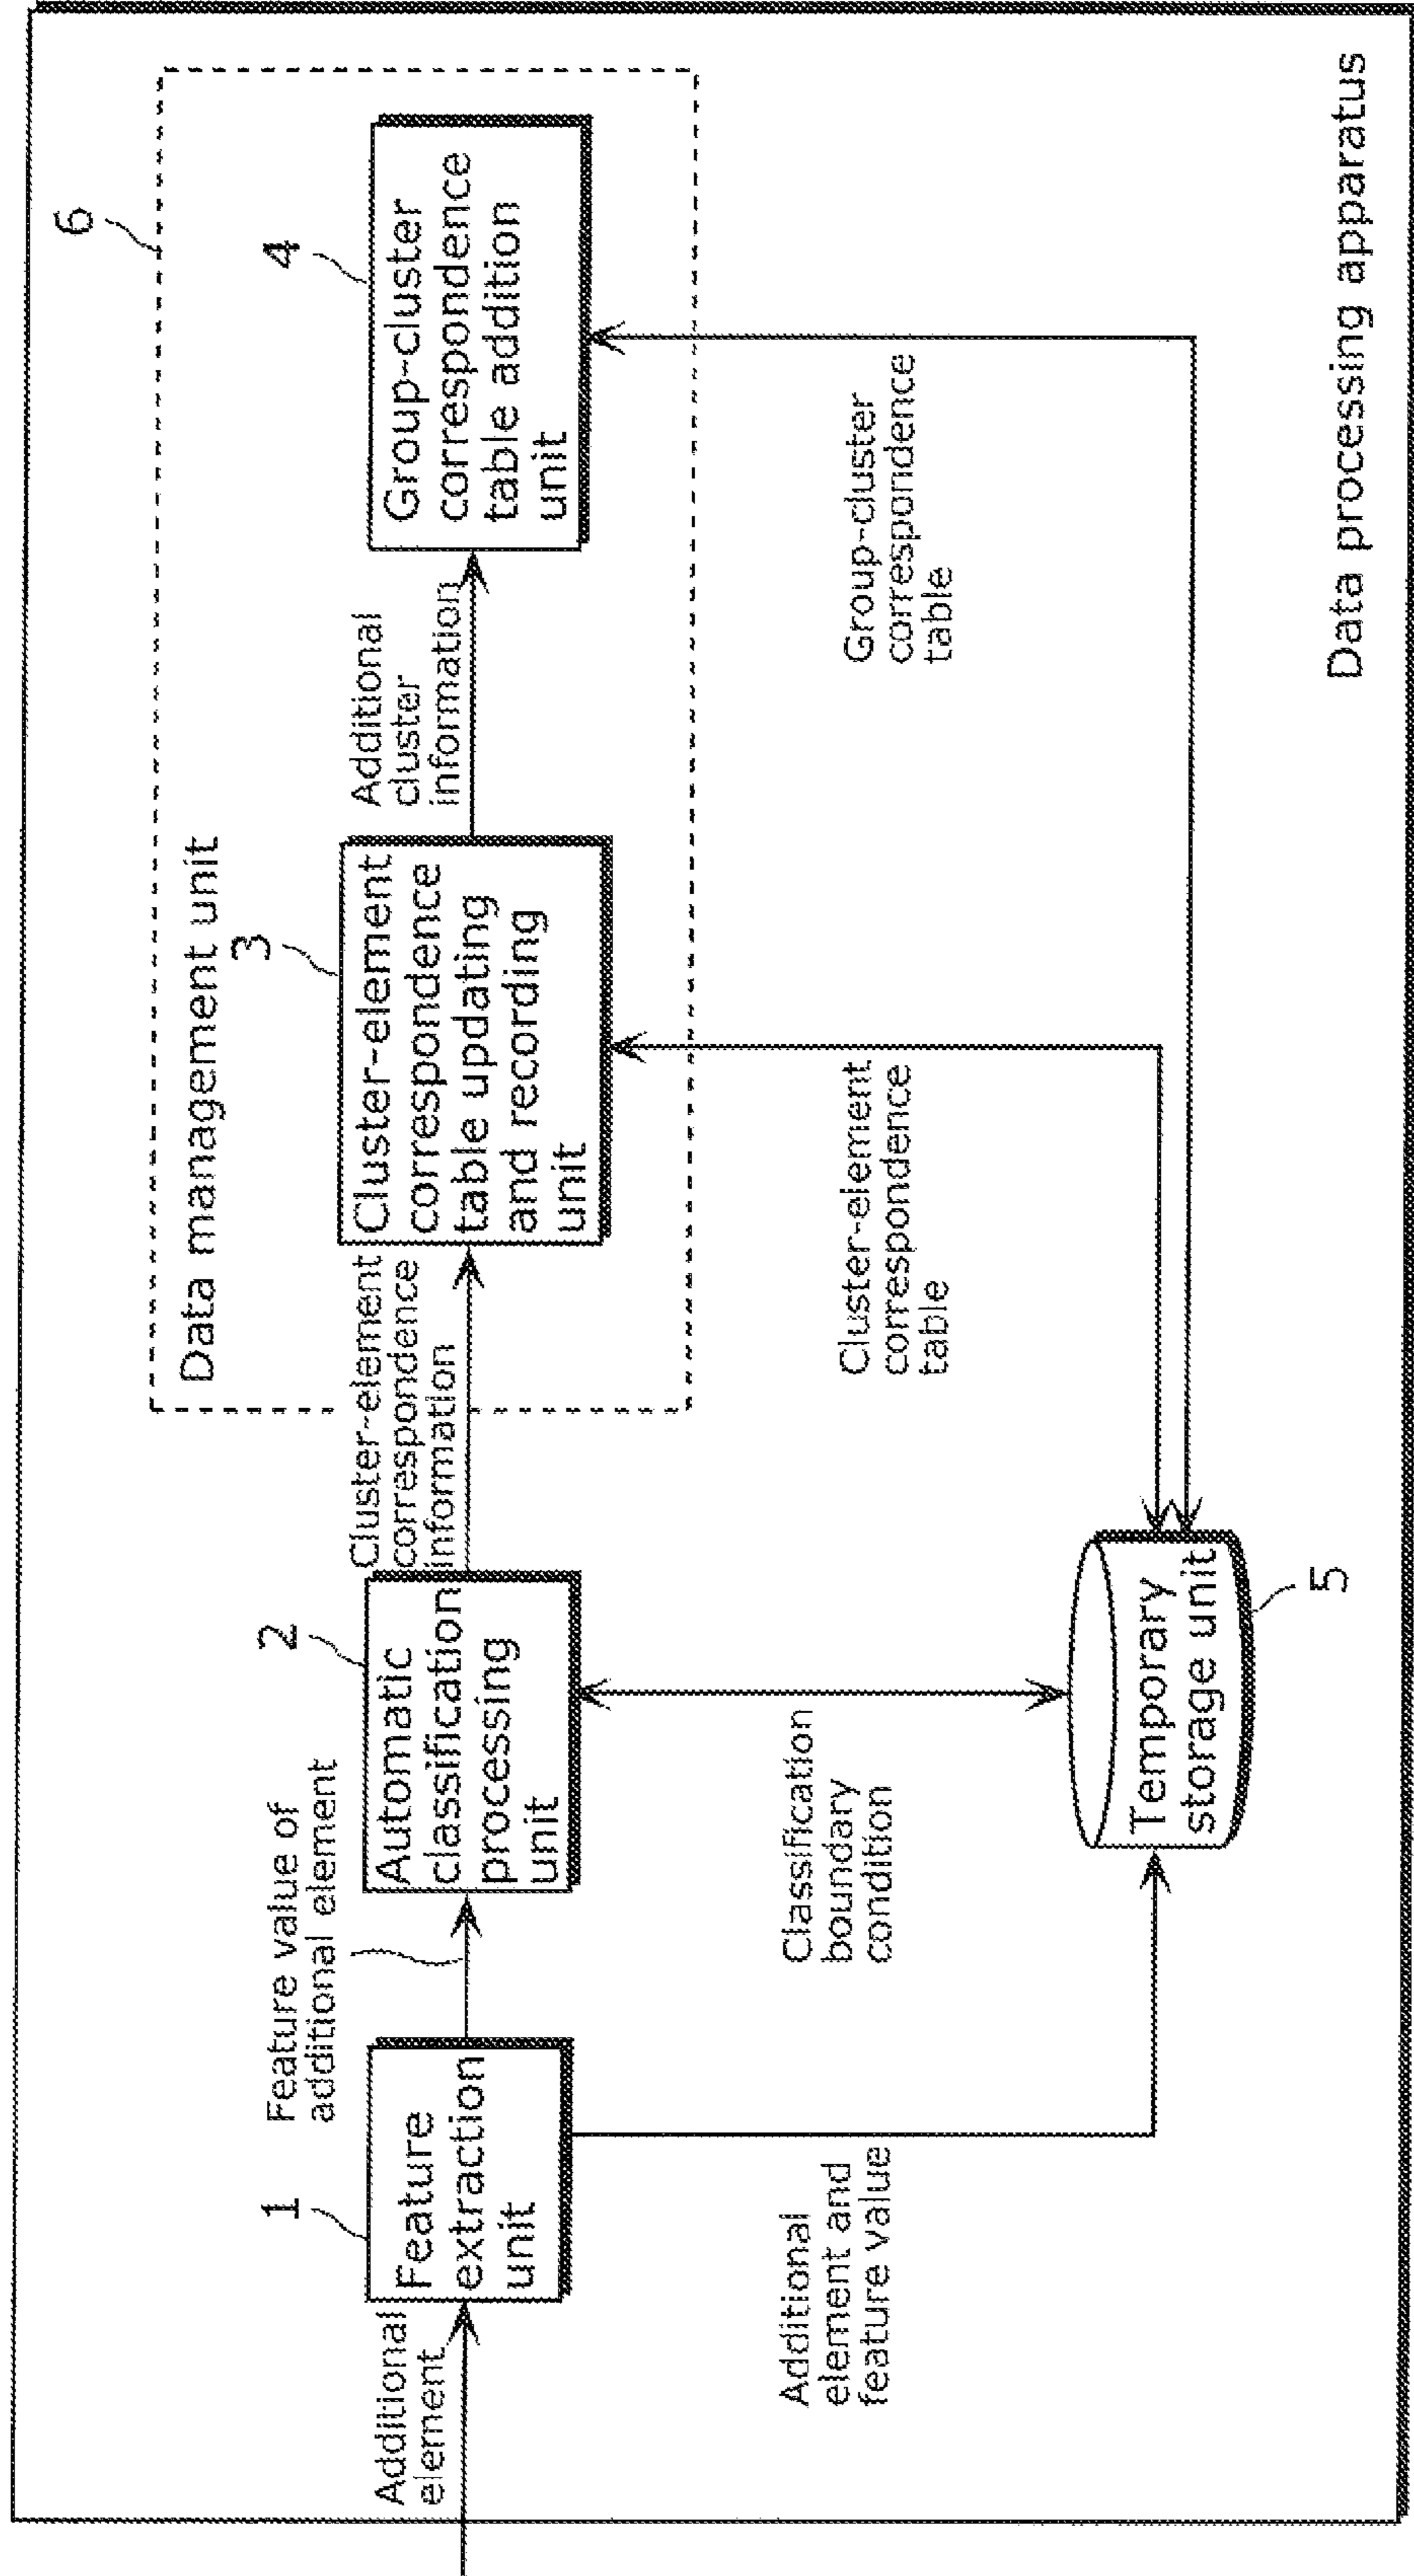 6
Data management unit
1
Feature
extraction
unit
2
Automatic
classification
processing
unit
3
Cluster-element
correspondence
table updating
and recording
unit
4
Group-cluster
correspondence
table addition
unit
Additional
element
Feature value of
additional element
Cluster-element
correspondence
information
Additional
cluster
information
Additional
element and
feature value
Classification
boundary
condition
Cluster-element
correspondence
table
Group-cluster
correspondence
table
Temporary
storage unit
5
Data processing apparatus